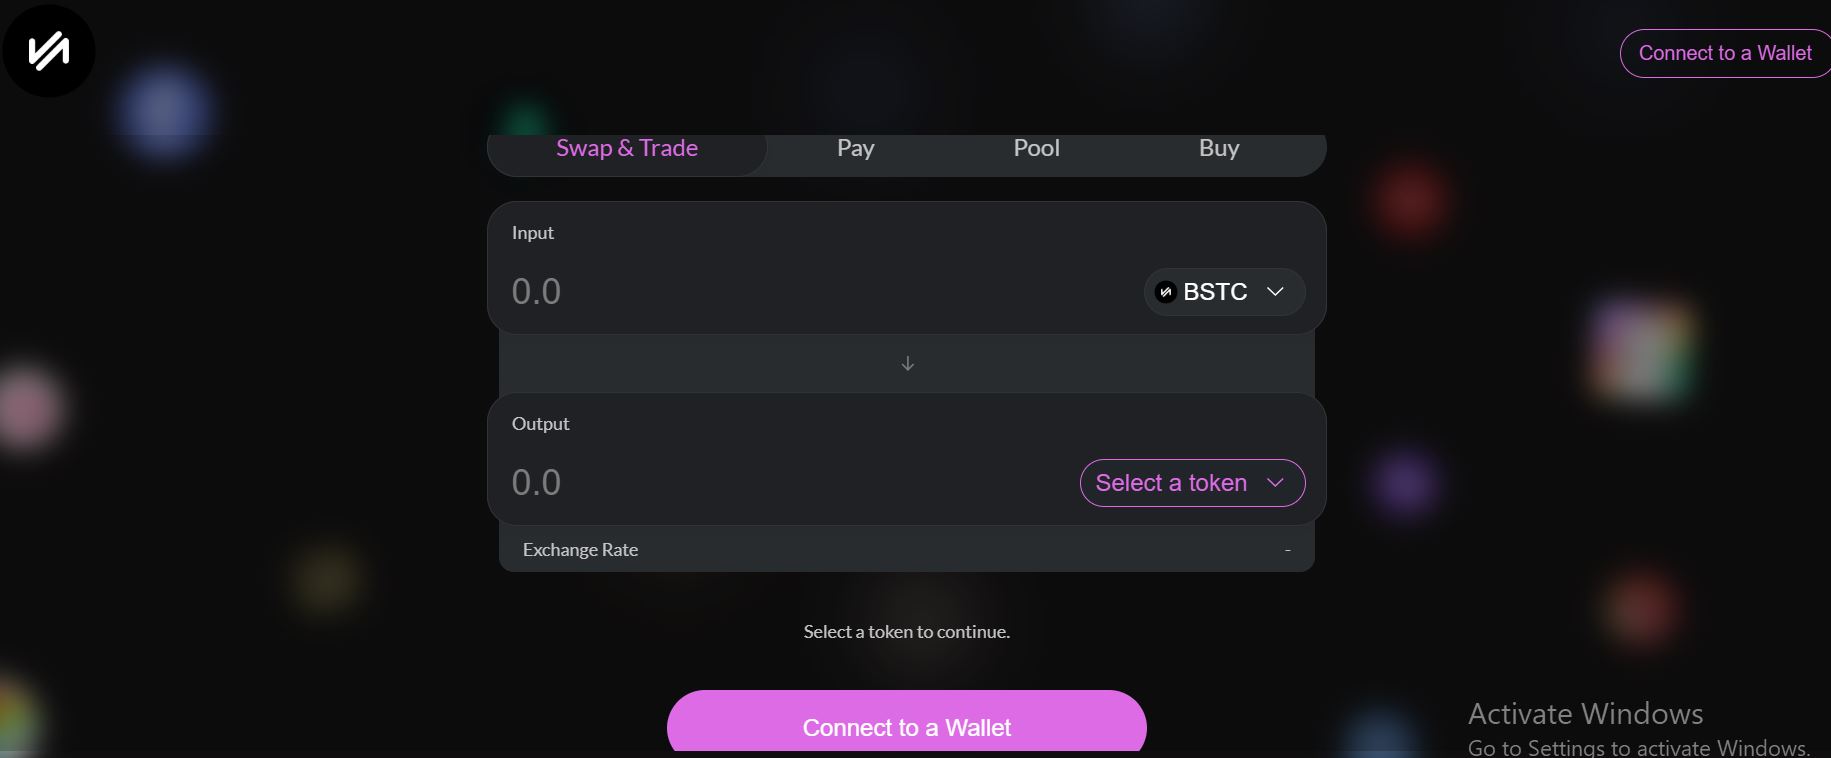 Connect to a Wallet
Swap & Trade Pay Pool Buy
Input
0.0 BSTC
Output
0.0 Select a token
Exchange Rate -
Select a token to continue.
Connect to a Wallet
Activate Windows
Go to Settings to activate Windows.